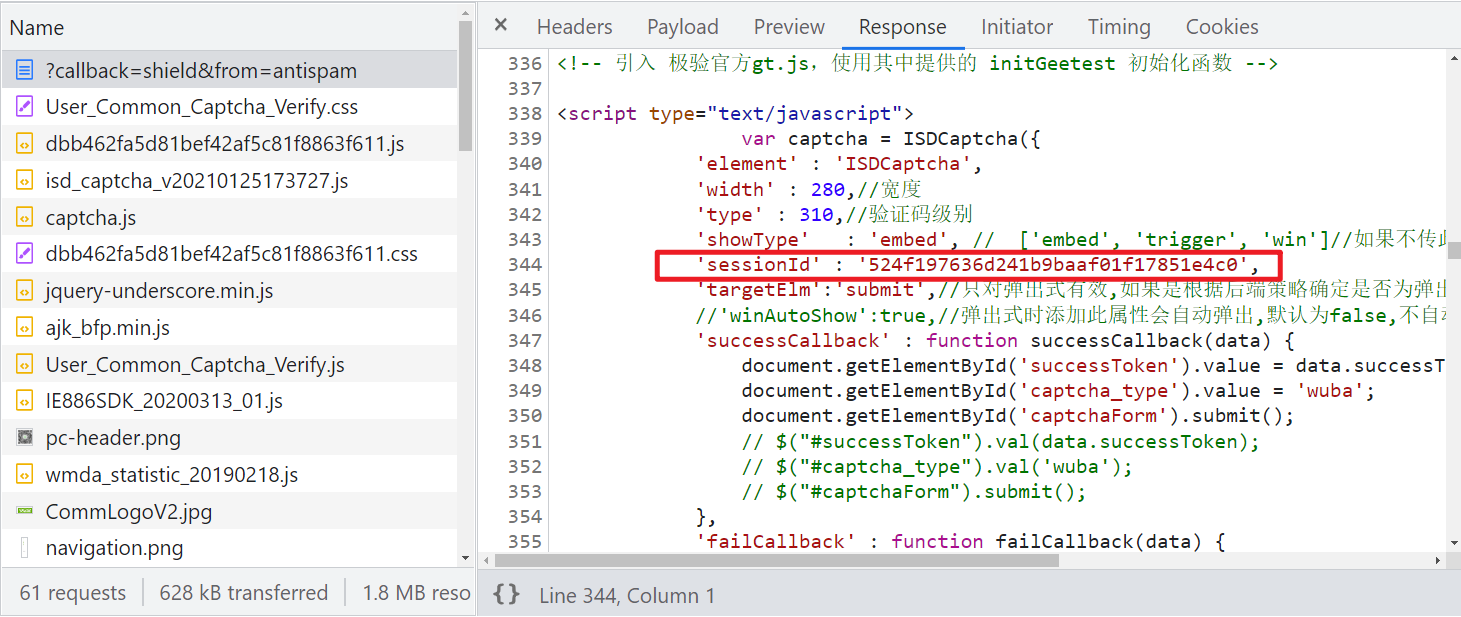 Name
?callback=shield&from=antispam
User_Common_Captcha_Verify.css
dbb462fa5d81bef42af5c81f8863f611.js
isd_captcha_v20210125173727.js
captcha.js
dbb462fa5d81bef42af5c81f8863f611.css
jquery-underscore.min.js
ajk_bfp.min.js
User_Common_Captcha_Verify.js
IE886SDK_20200313_01.js
pc-header.png
wmda_statistic_20190218.js
CommLogoV2.jpg
navigation.png
61 requests 628 kB transferred 1.8 MB reso
× Headers Payload Preview Response Initiator Timing Cookies
336 <!-- 引入 极验官方gt.js，使用其中提供的 initGeetest 初始化函数 -->
337
338 <script type="text/javascript">
339 var captcha = ISDCaptcha({
340 'element' : 'ISDCaptcha',
341 'width' : 280,//宽度
342 'type' : 310,//验证码级别
343 'showType' : 'embed', // ['embed', 'trigger', 'win']//如果不传此
344 'sessionId' : '524f197636d241b9baaf01f17851e4c0',
345 'targetElm':'submit',//只对弹出式有效,如果是根据后端策略确定是否为弹出
346 //'winAutoShow':true,//弹出式时添加此属性会自动弹出,默认为false,不自动
347 'successCallback' : function successCallback(data) {
348 document.getElementById('successToken').value = data.successT
349 document.getElementById('captcha_type').value = 'wuba';
350 document.getElementById('captchaForm').submit();
351 // $("#successToken").val(data.successToken);
352 // $("#captcha_type").val('wuba');
353 // $("#captchaForm").submit();
354 },
355 'failCallback' : function failCallback(data) {
{} Line 344, Column 1